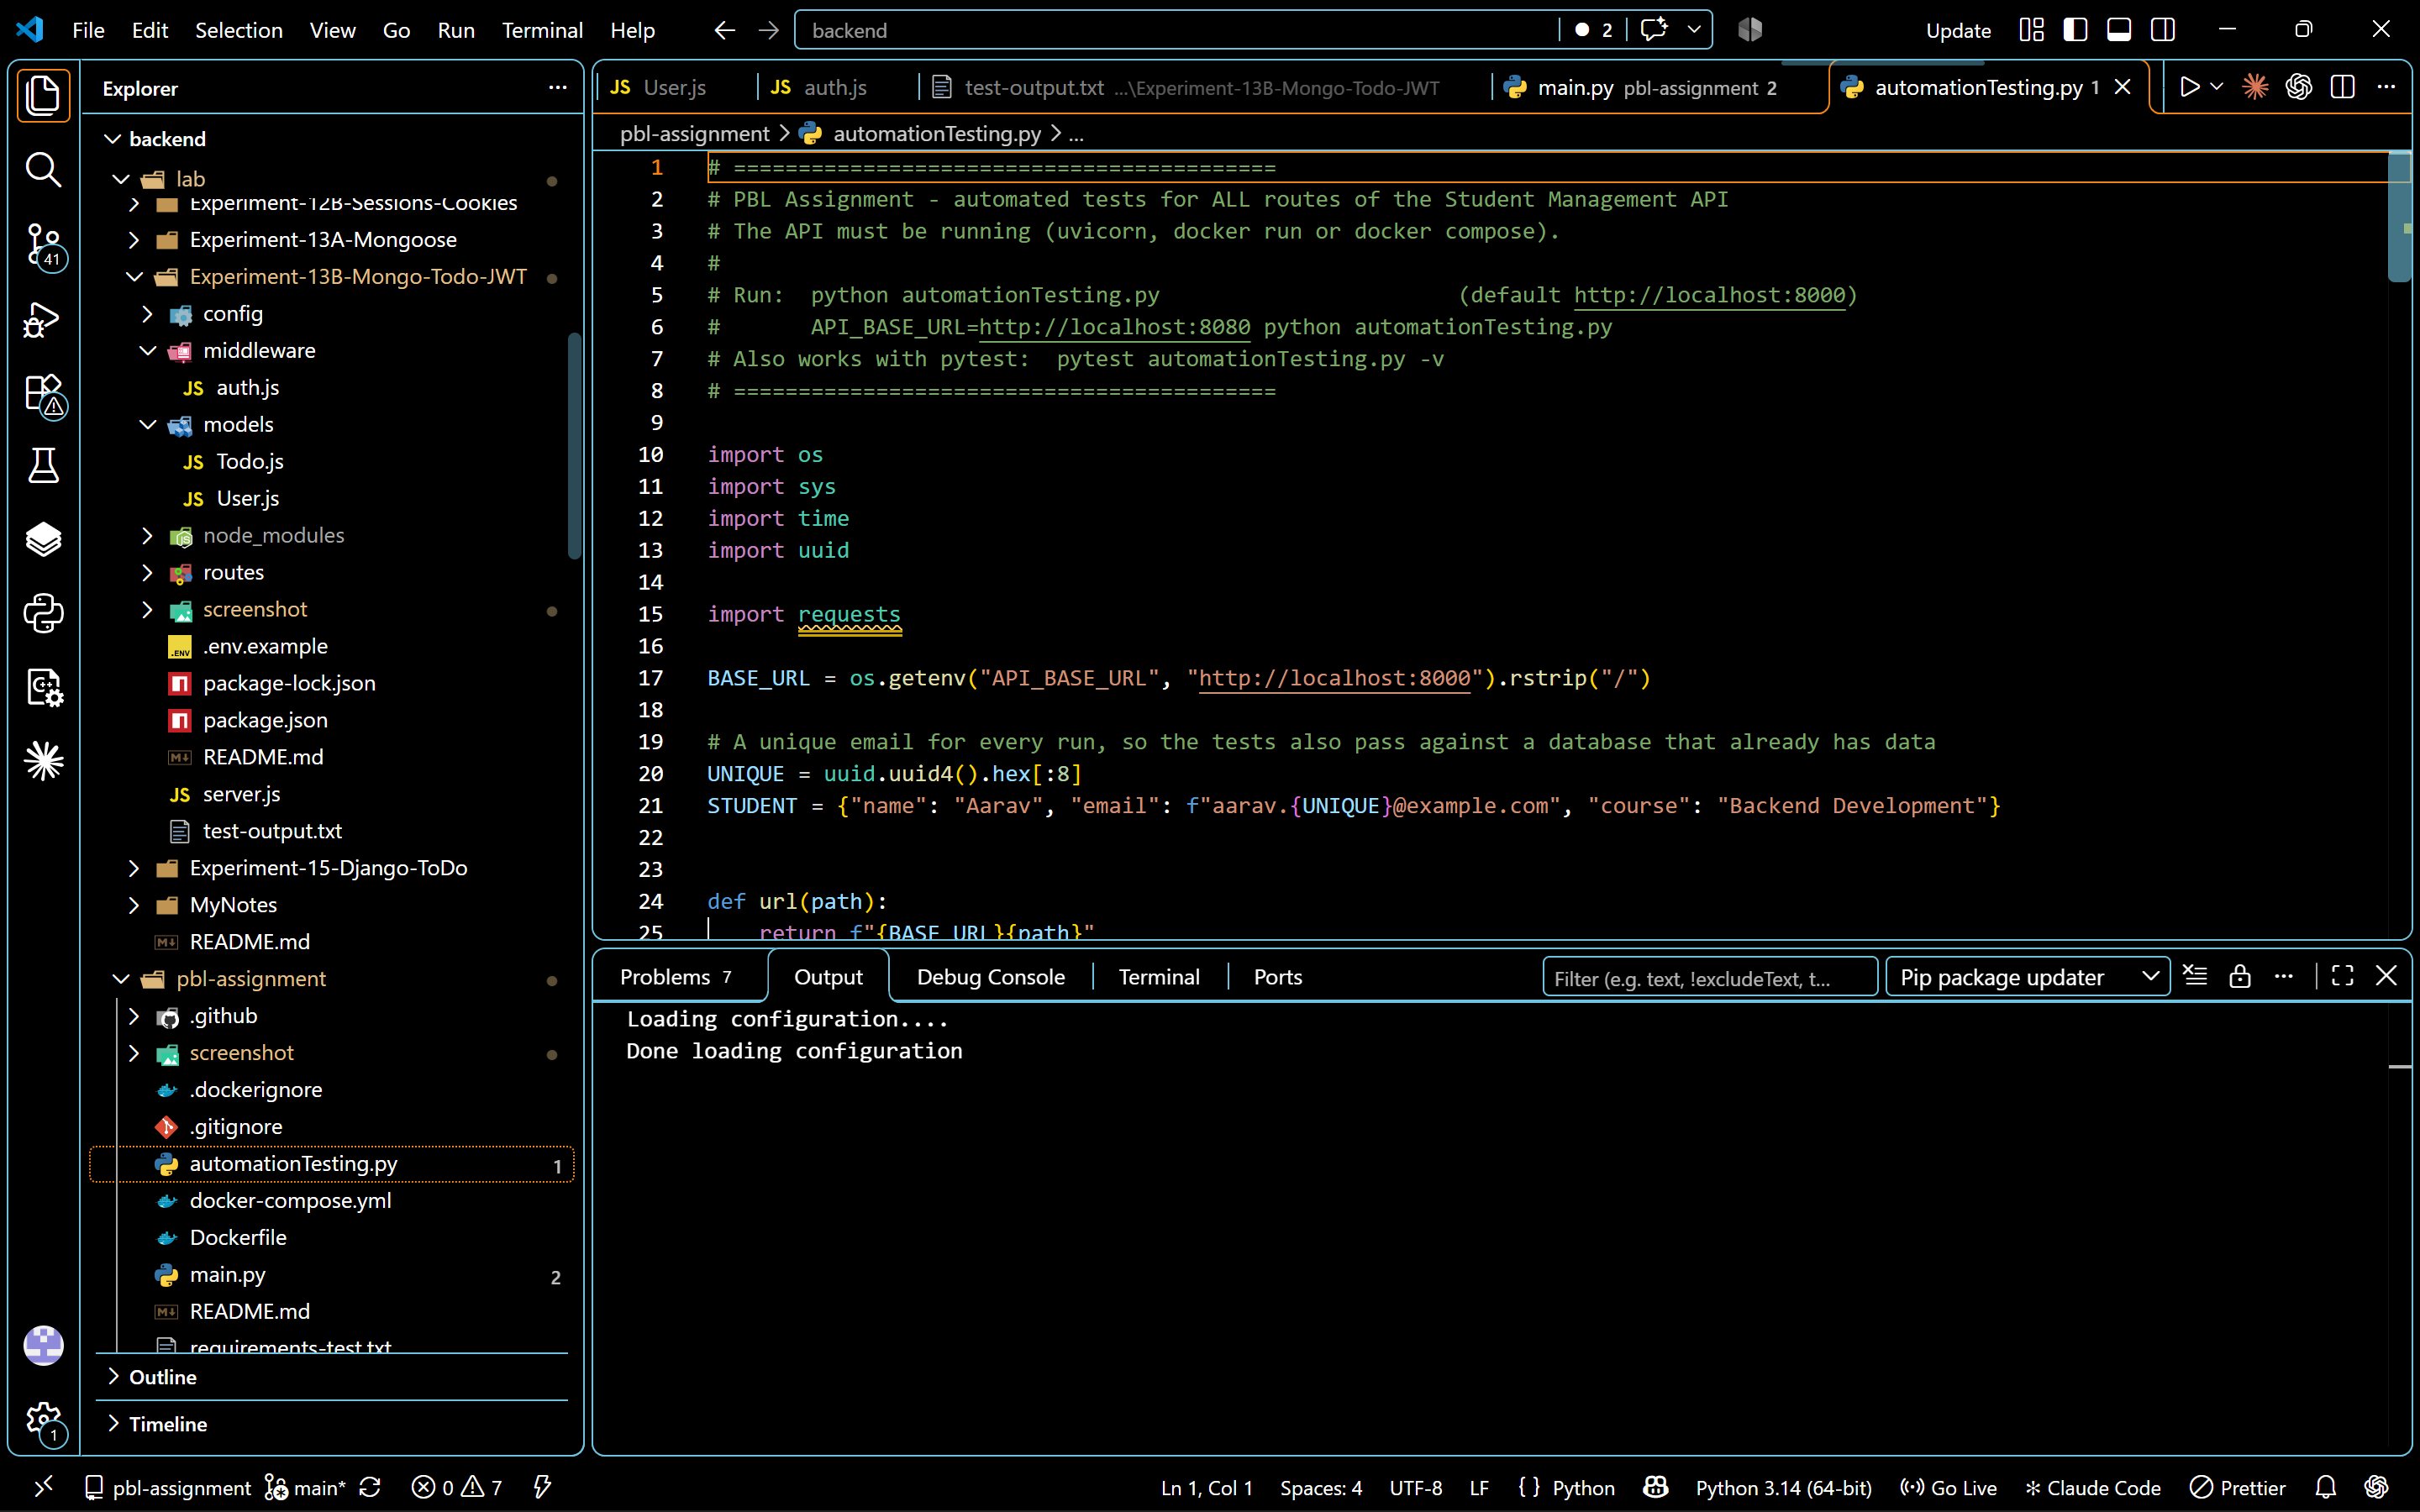 File Edit Selection View Go Run Terminal Help
backend
2
Update
Explorer
backend
lab
Experiment-12B-Sessions-Cookies
Experiment-13A-Mongoose
Experiment-13B-Mongo-Todo-JWT
config
middleware
JS auth.js
models
JS Todo.js
JS User.js
node_modules
routes
screenshot
.ENV .env.example
package-lock.json
package.json
README.md
JS server.js
test-output.txt
Experiment-15-Django-ToDo
MyNotes
README.md
pbl-assignment
.github
screenshot
.dockerignore
.gitignore
automationTesting.py 1
docker-compose.yml
Dockerfile
main.py 2
README.md
requirements-test.txt
Outline
Timeline
41
1
JS User.js JS auth.js test-output.txt ...\Experiment-13B-Mongo-Todo-JWT main.py pbl-assignment 2 automationTesting.py 1
pbl-assignment > automationTesting.py > ...
1 # ==========================================
2 # PBL Assignment - automated tests for ALL routes of the Student Management API
3 # The API must be running (uvicorn, docker run or docker compose).
4 #
5 # Run:  python automationTesting.py                       (default http://localhost:8000)
6 #       API_BASE_URL=http://localhost:8080 python automationTesting.py
7 # Also works with pytest:  pytest automationTesting.py -v
8 # ==========================================
9
10 import os
11 import sys
12 import time
13 import uuid
14
15 import requests
16
17 BASE_URL = os.getenv("API_BASE_URL", "http://localhost:8000").rstrip("/")
18
19 # A unique email for every run, so the tests also pass against a database that already has data
20 UNIQUE = uuid.uuid4().hex[:8]
21 STUDENT = {"name": "Aarav", "email": f"aarav.{UNIQUE}@example.com", "course": "Backend Development"}
22
23
24 def url(path):
25     return f"{BASE_URL}{path}"
Problems 7 Output Debug Console Terminal Ports
Filter (e.g. text, !excludeText, t...
Pip package updater
Loading configuration....
Done loading configuration
pbl-assignment main* 0 7
Ln 1, Col 1 Spaces: 4 UTF-8 LF { } Python Python 3.14 (64-bit) Go Live Claude Code Prettier